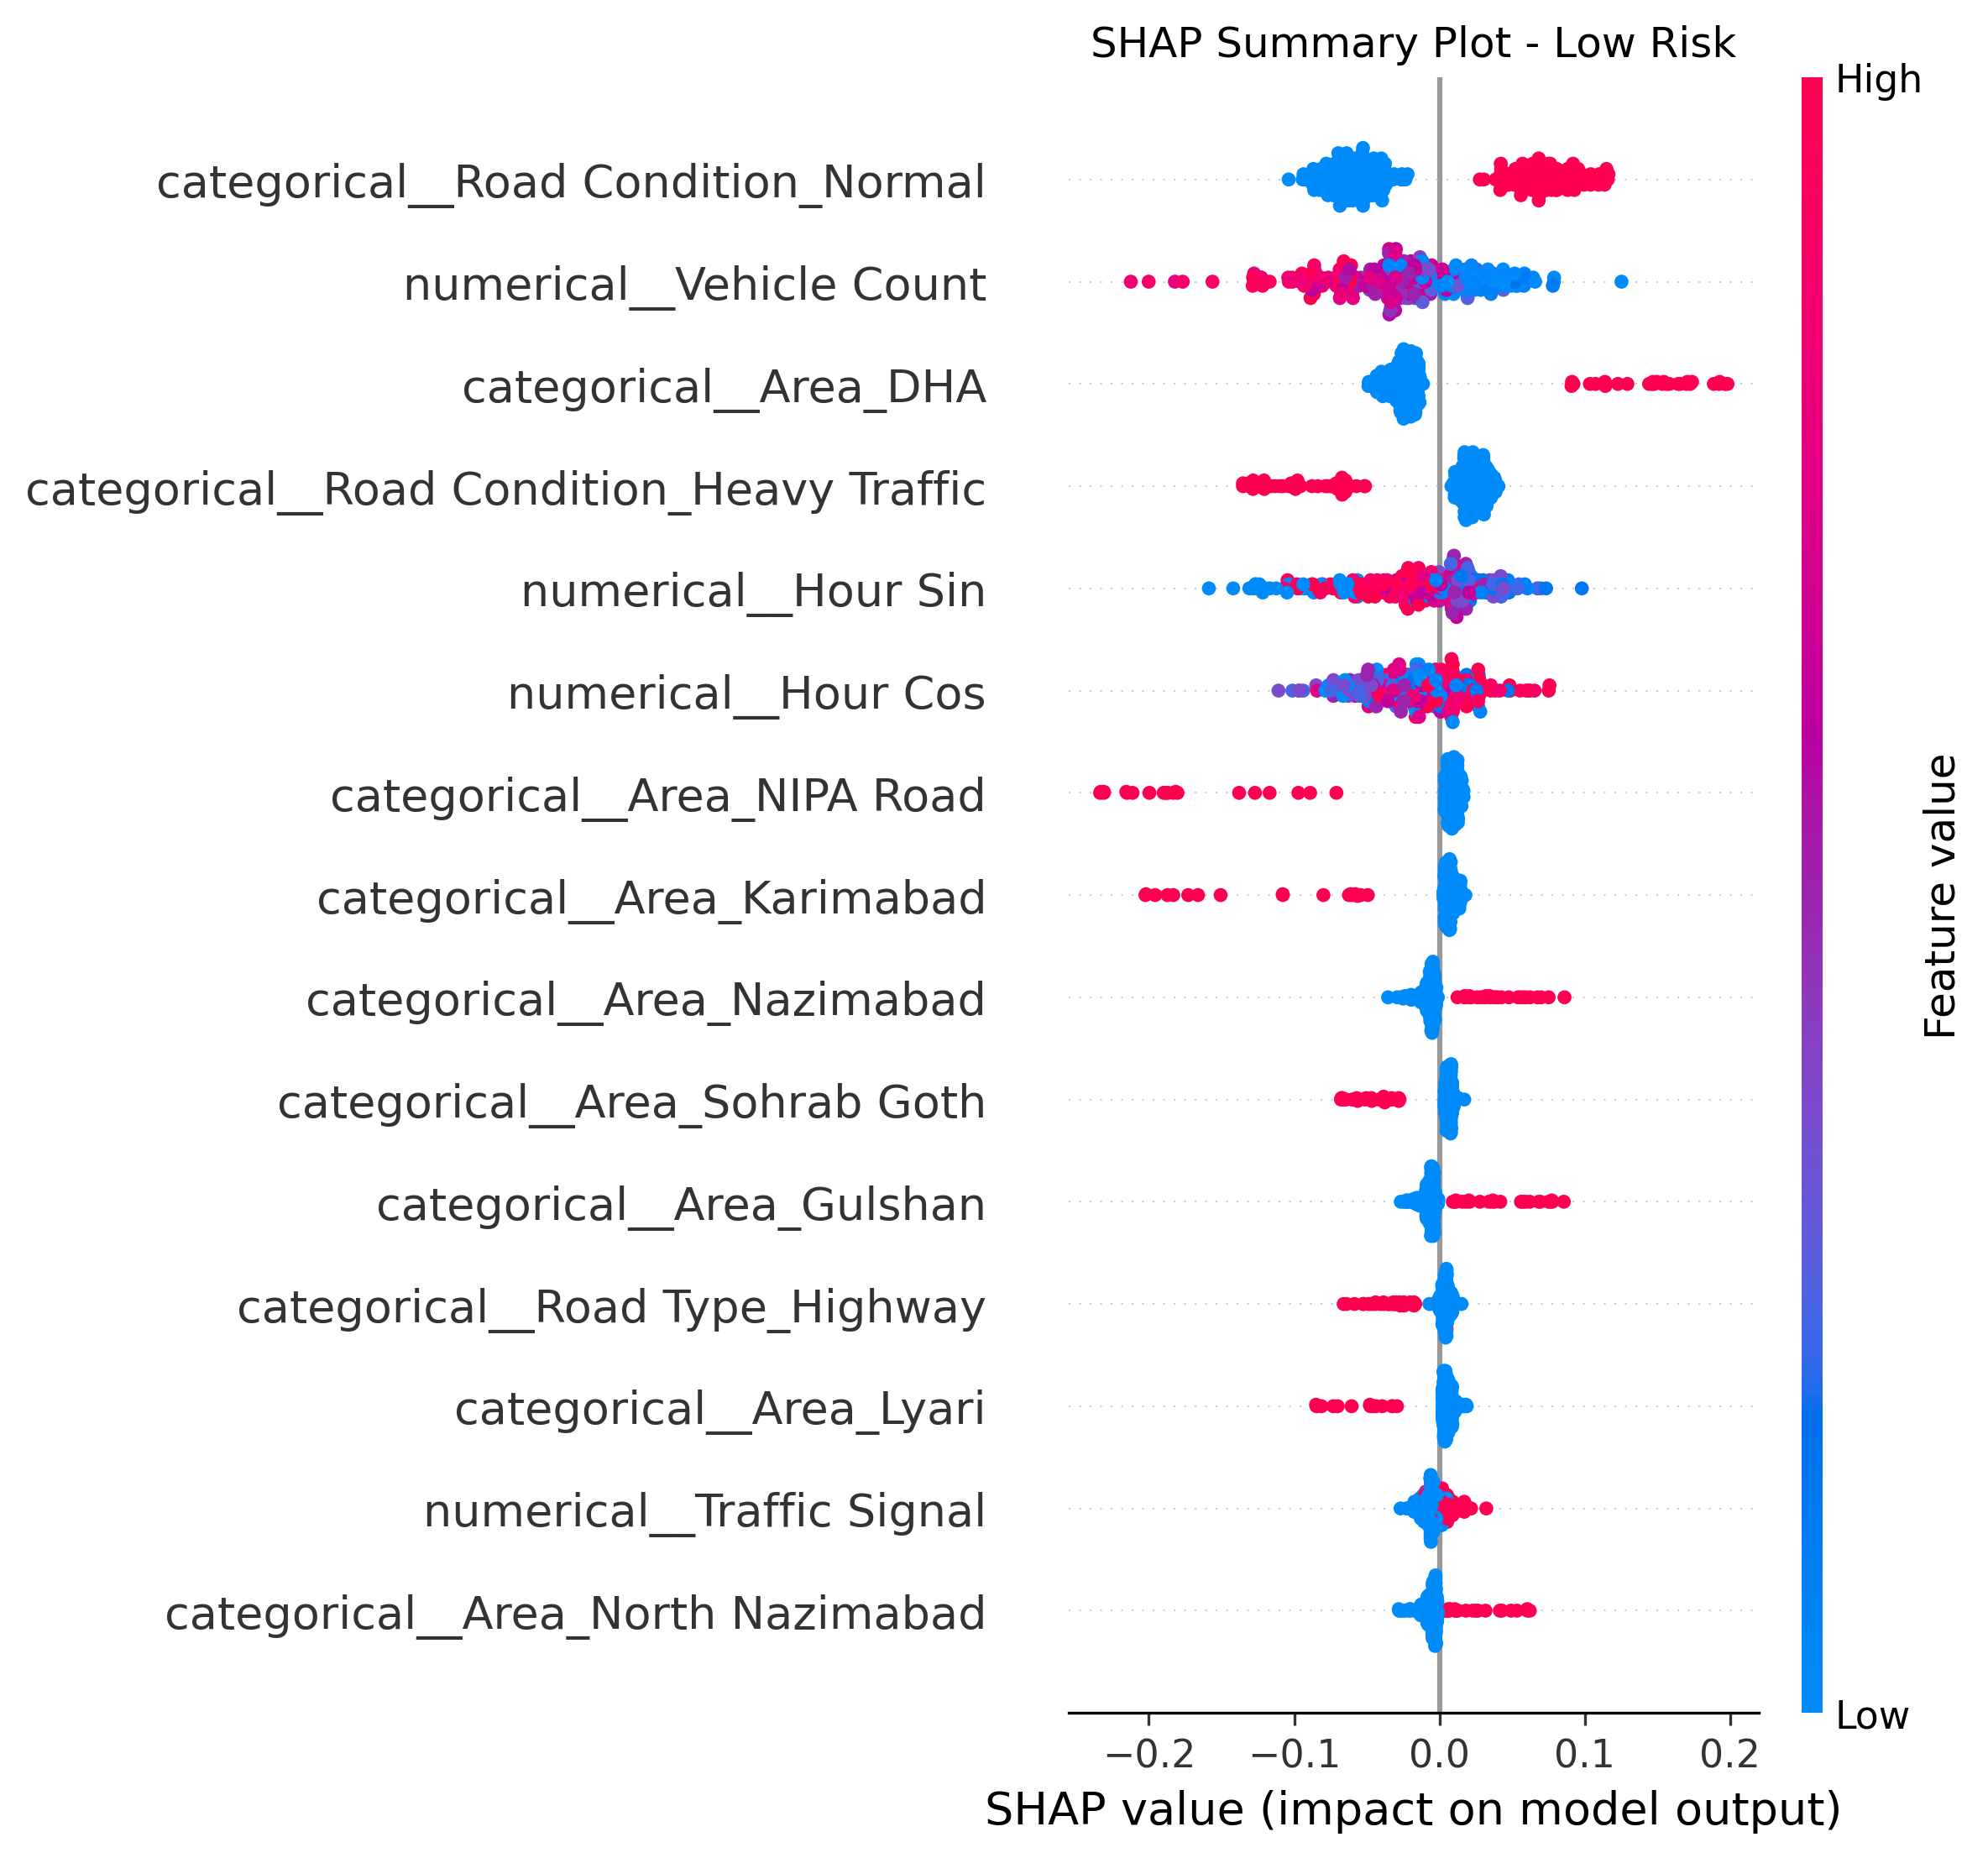 SHAP Summary Plot - Low Risk
High
categorical__Road Condition_Normal
numerical__Vehicle Count
categorical__Area_DHA
categorical__Road Condition_Heavy Traffic
numerical__Hour Sin
numerical__Hour Cos
categorical__Area_NIPA Road
categorical__Area_Karimabad
categorical__Area_Nazimabad
categorical__Area_Sohrab Goth
categorical__Area_Gulshan
categorical__Road Type_Highway
categorical__Area_Lyari
numerical__Traffic Signal
categorical__Area_North Nazimabad
Feature value
Low
−0.2 −0.1 0.0 0.1 0.2
SHAP value (impact on model output)